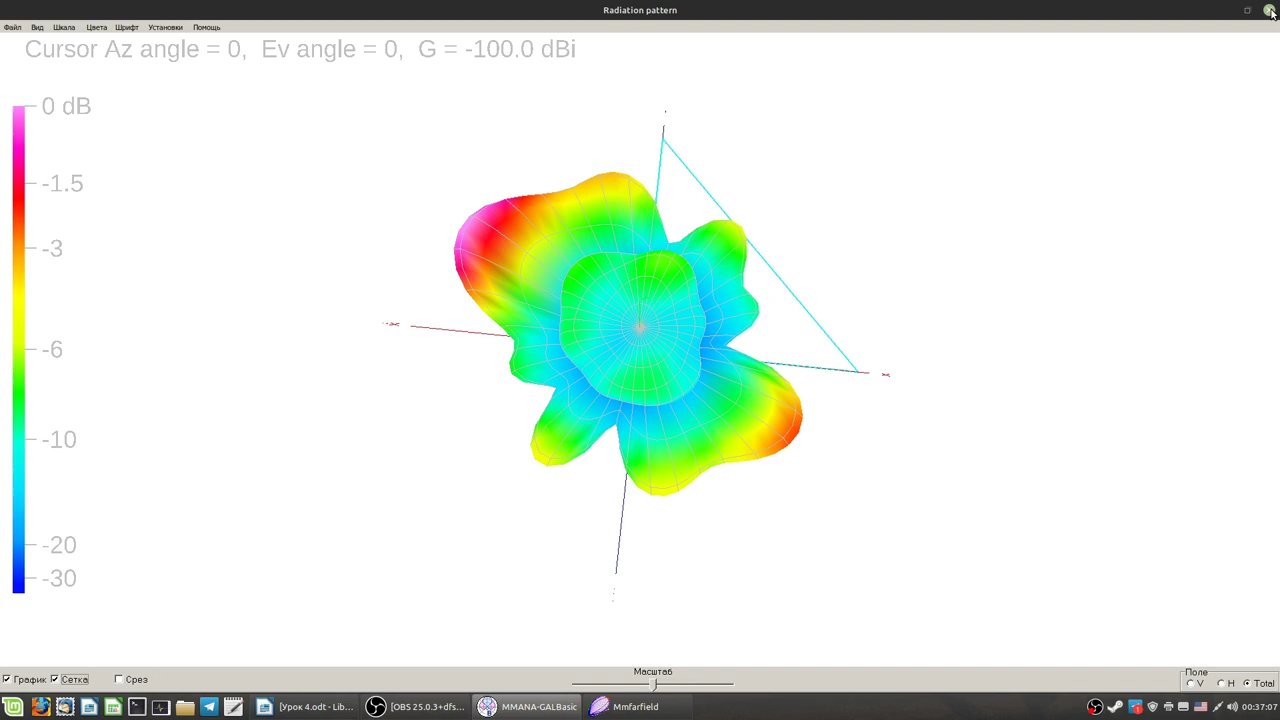 Radiation pattern
Файл Вид Шкала Цвета Шрифт Установки Помощь
Cursor Az angle = 0, Ev angle = 0, G = -100.0 dBi
0 dB
-1.5
-3
-6
-10
-20
-30
Масштаб
График Сетка Срез
Поле
V H Total
[Урок 4.odt - Lib... [OBS 25.0.3+dfs... MMANA-GALBasic Mmfarfield 00:37:07